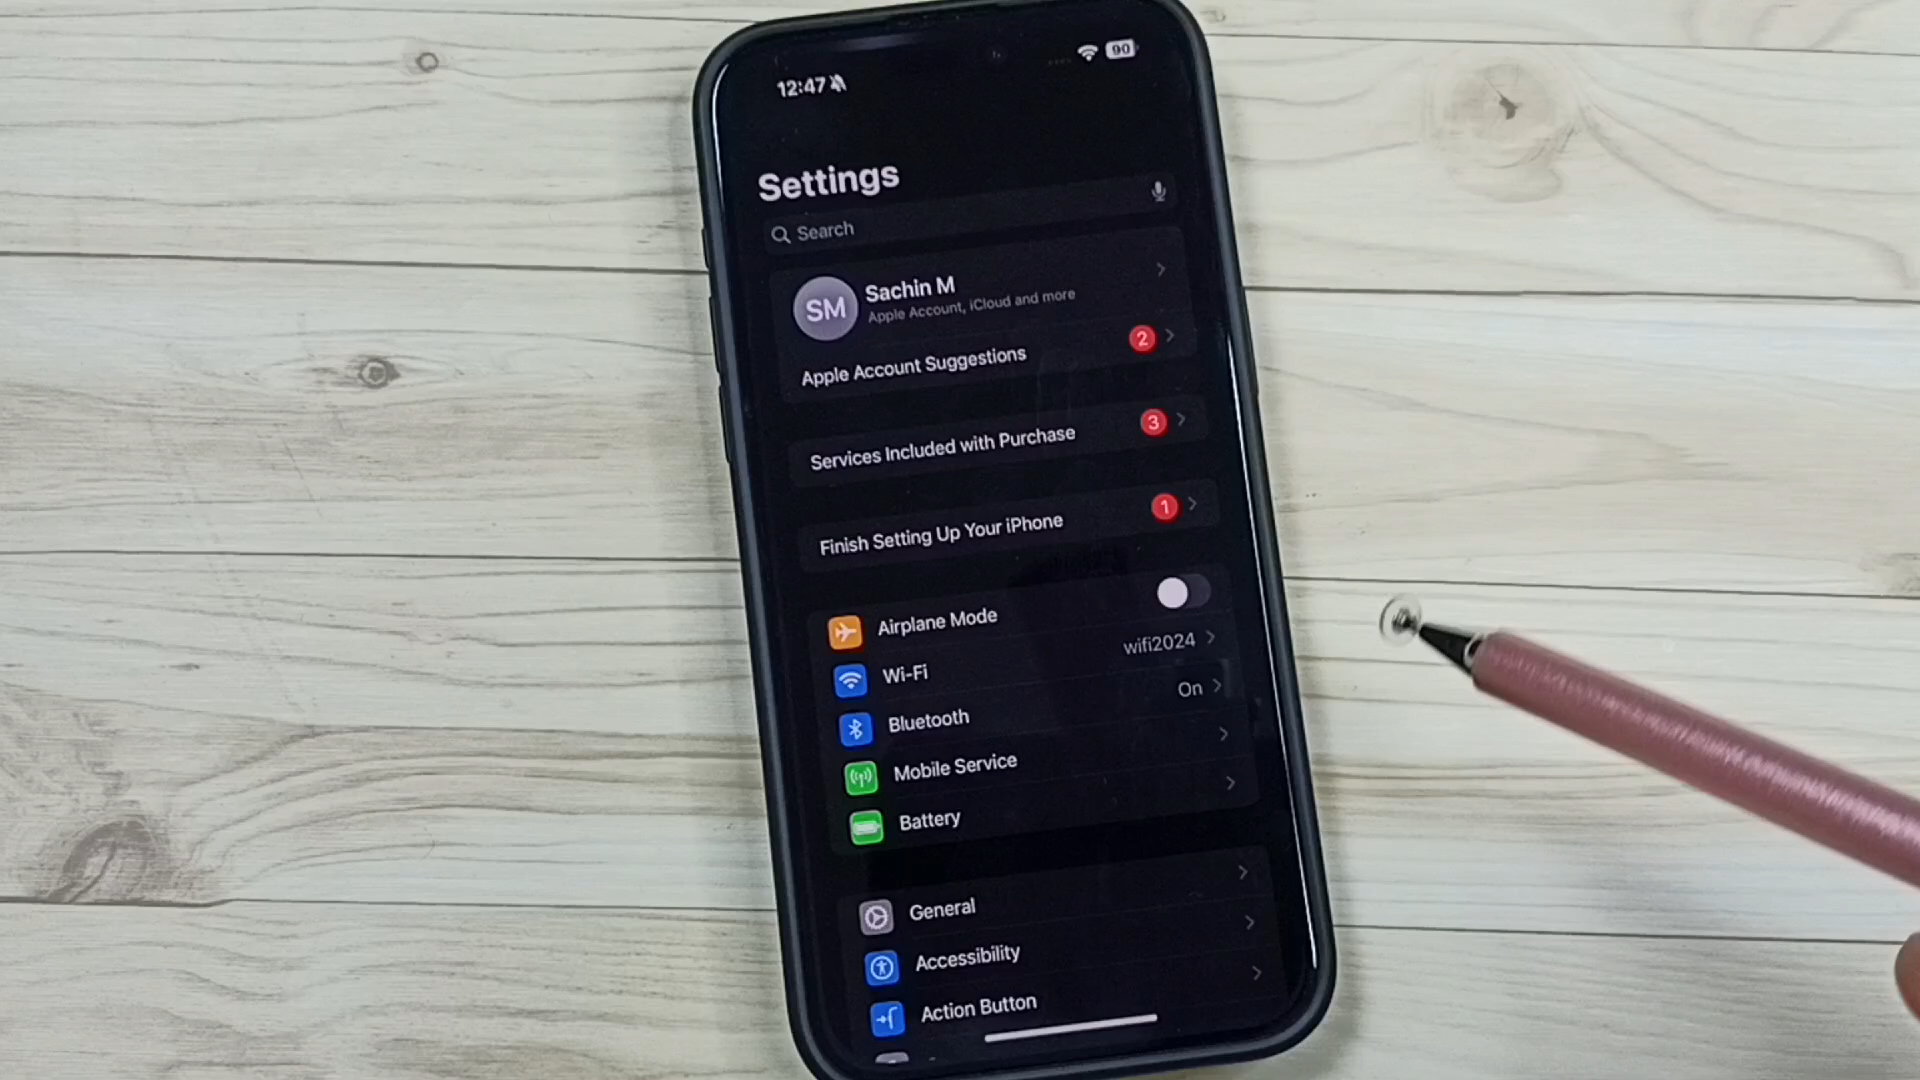 12:47
90
Settings
Search
SM
Sachin M
Apple Account, iCloud and more
Apple Account Suggestions 2
Services Included with Purchase 3
Finish Setting Up Your iPhone 1
Airplane Mode
Wi-Fi wifi2024
Bluetooth On
Mobile Service
Battery
General
Accessibility
Action Button